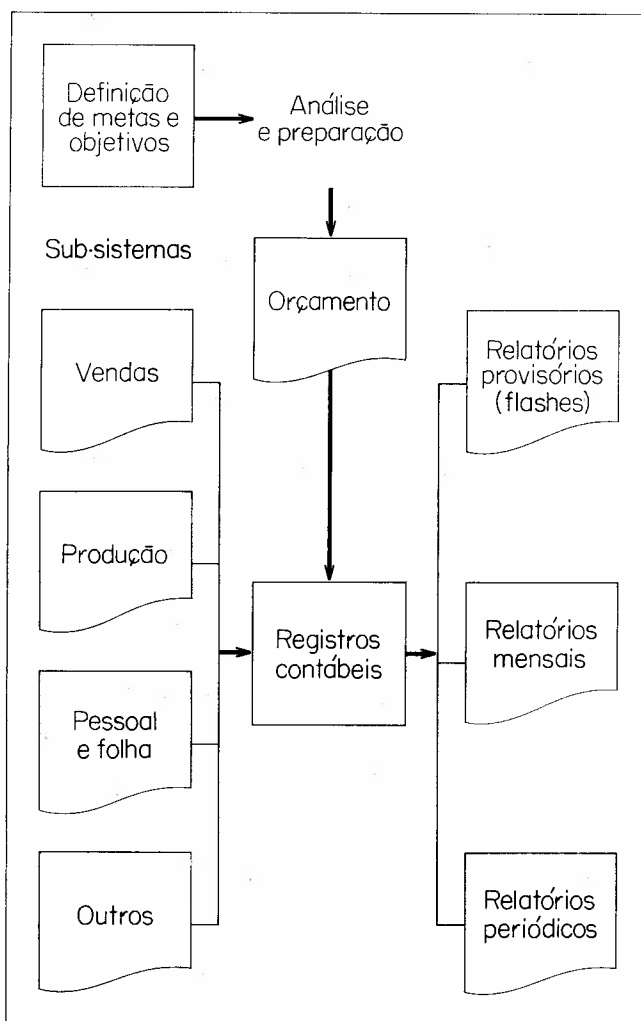 Definição
de metas e
objetivos
Análise
e preparação
Sub-sistemas
Orçamento
Vendas
Relatórios
provisórios
(flashes)
Produção
Registros
contábeis
Relatórios
mensais
Pessoal
e folha
Outros
Relatórios
periódicos